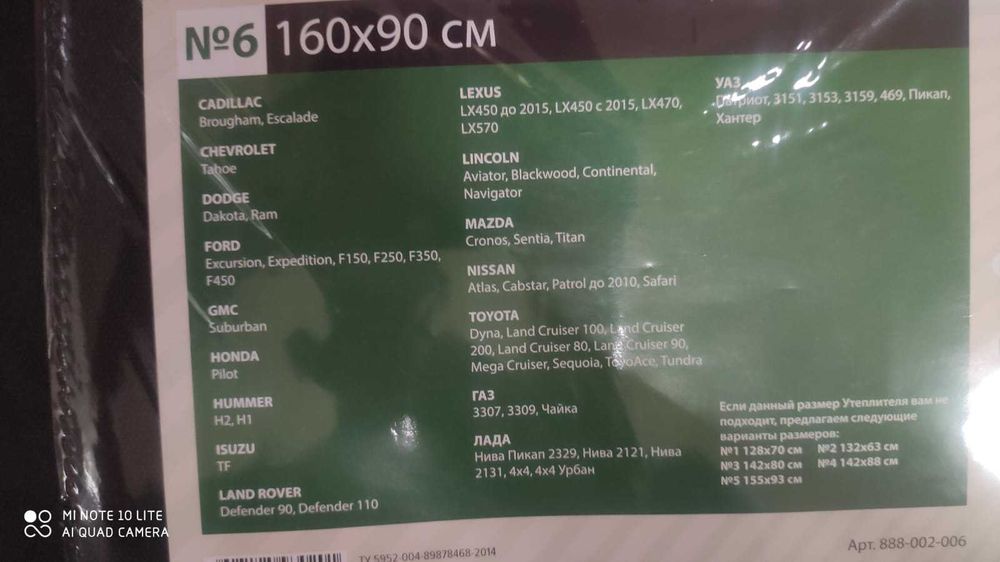 №6 160x90 см
CADILLAC
Brougham, Escalade
CHEVROLET
Tahoe
DODGE
Dakota, Ram
FORD
Excursion, Expedition, F150, F250, F350,
F450
GMC
Suburban
HONDA
Pilot
HUMMER
H2, H1
ISUZU
TF
LAND ROVER
Defender 90, Defender 110
LEXUS
LX450 до 2015, LX450 с 2015, LX470,
LX570
LINCOLN
Aviator, Blackwood, Continental,
Navigator
MAZDA
Cronos, Sentia, Titan
NISSAN
Atlas, Cabstar, Patrol до 2010, Safari
TOYOTA
Dyna, Land Cruiser 100, Land Cruiser
200, Land Cruiser 80, Land Cruiser 90,
Mega Cruiser, Sequoia, ToyoAce, Tundra
ГАЗ
3307, 3309, Чайка
ЛАДА
Нива Пикап 2329, Нива 2121, Нива
2131, 4x4, 4x4 Урбан
УАЗ
Патриот, 3151, 3153, 3159, 469, Пикап,
Хантер
Если данный размер Утеплителя вам не
подходит, предлагаем следующие
варианты размеров:
№1 128x70 см №2 132x63 см
№3 142x80 см №4 142x88 см
№5 155x93 см
ТУ 5952-004-89878468-2014
Арт. 888-002-006
MI NOTE 10 LITE
AI QUAD CAMERA